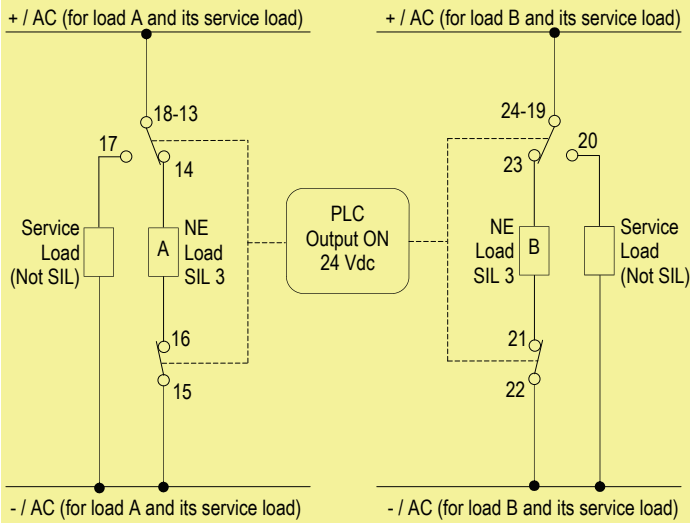 + / AC (for load A and its service load)
+ / AC (for load B and its service load)
18-13
24-19
17
14
23
20
Service
Load
(Not SIL)
A
NE
Load
SIL 3
PLC
Output ON
24 Vdc
NE
Load
SIL 3
B
Service
Load
(Not SIL)
16
21
15
22
- / AC (for load A and its service load)
- / AC (for load B and its service load)